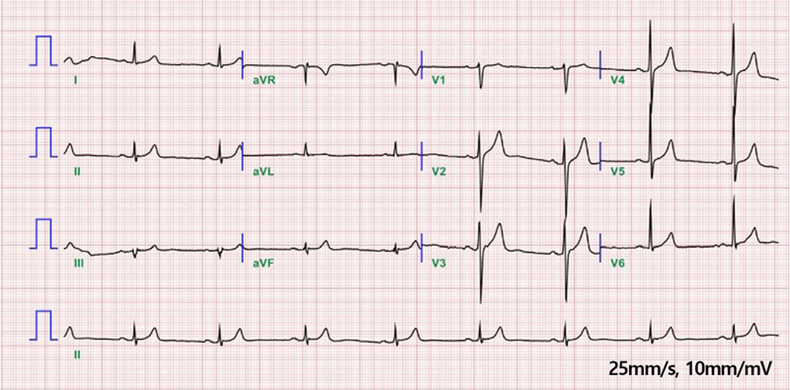 I aVR V1 V4
II aVL V2 V5
III aVF V3 V6
II
25mm/s, 10mm/mV